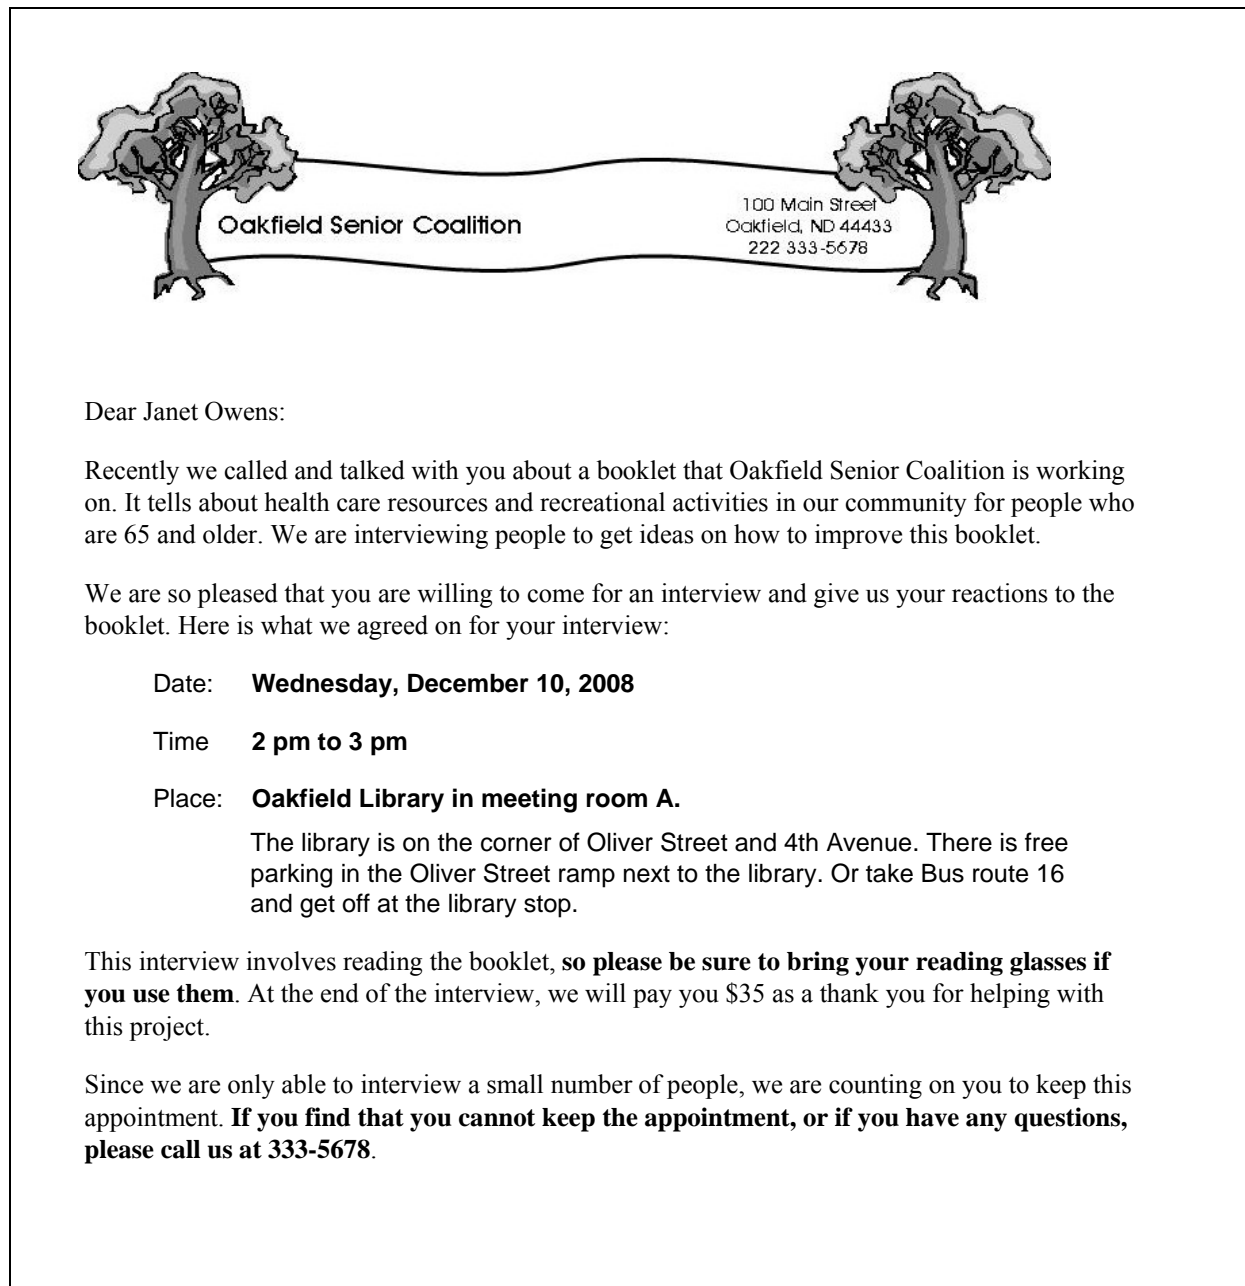 Oakfield Senior Coalition
100 Main Street
Oakfield, ND 44433
222 333-5678
Dear Janet Owens:
Recently we called and talked with you about a booklet that Oakfield Senior Coalition is working
on. It tells about health care resources and recreational activities in our community for people who
are 65 and older. We are interviewing people to get ideas on how to improve this booklet.
We are so pleased that you are willing to come for an interview and give us your reactions to the
booklet. Here is what we agreed on for your interview:
Date: Wednesday, December 10, 2008
Time 2 pm to 3 pm
Place: Oakfield Library in meeting room A.
The library is on the corner of Oliver Street and 4th Avenue. There is free
parking in the Oliver Street ramp next to the library. Or take Bus route 16
and get off at the library stop.
This interview involves reading the booklet, so please be sure to bring your reading glasses if
you use them. At the end of the interview, we will pay you $35 as a thank you for helping with
this project.
Since we are only able to interview a small number of people, we are counting on you to keep this
appointment. If you find that you cannot keep the appointment, or if you have any questions,
please call us at 333-5678.